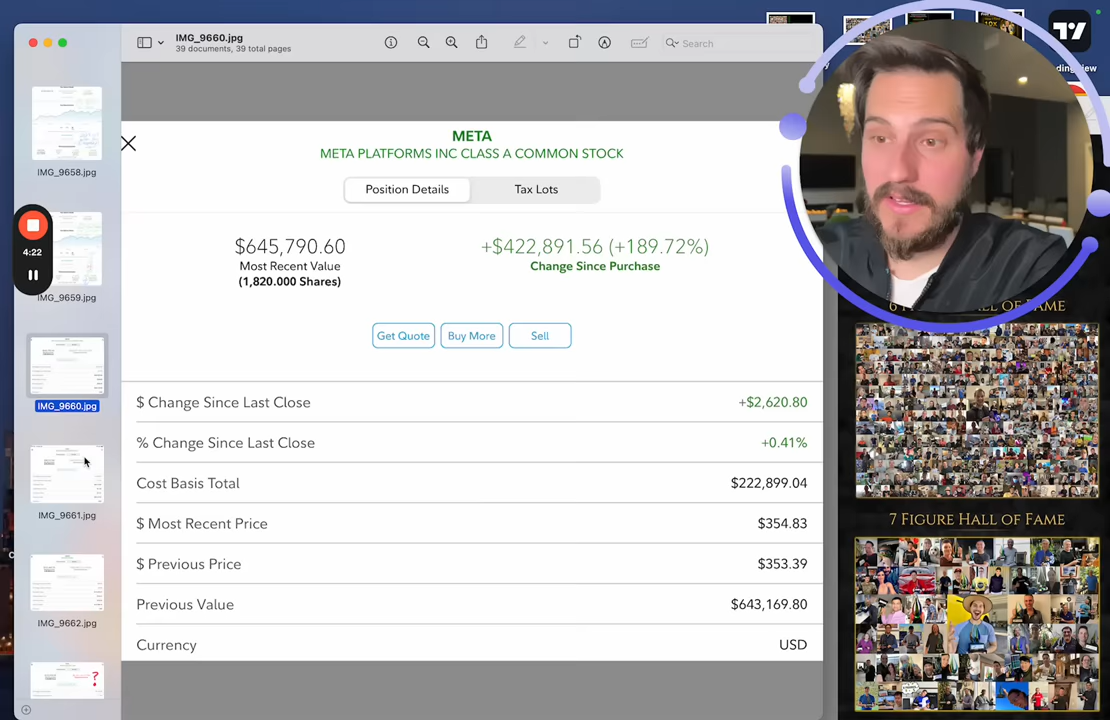 IMG_9660.jpg
39 documents, 39 total pages
Search
IMG_9658.jpg
4:22
IMG_9659.jpg
IMG_9660.jpg
IMG_9661.jpg
IMG_9662.jpg
?
META
META PLATFORMS INC CLASS A COMMON STOCK
Position Details
Tax Lots
$645,790.60
Most Recent Value
(1,820.000 Shares)
+$422,891.56 (+189.72%)
Change Since Purchase
Get Quote
Buy More
Sell
$ Change Since Last Close
+$2,620.80
% Change Since Last Close
+0.41%
Cost Basis Total
$222,899.04
$ Most Recent Price
$354.83
$ Previous Price
$353.39
Previous Value
$643,169.80
Currency
USD
HALL OF FAME
7 FIGURE HALL OF FAME